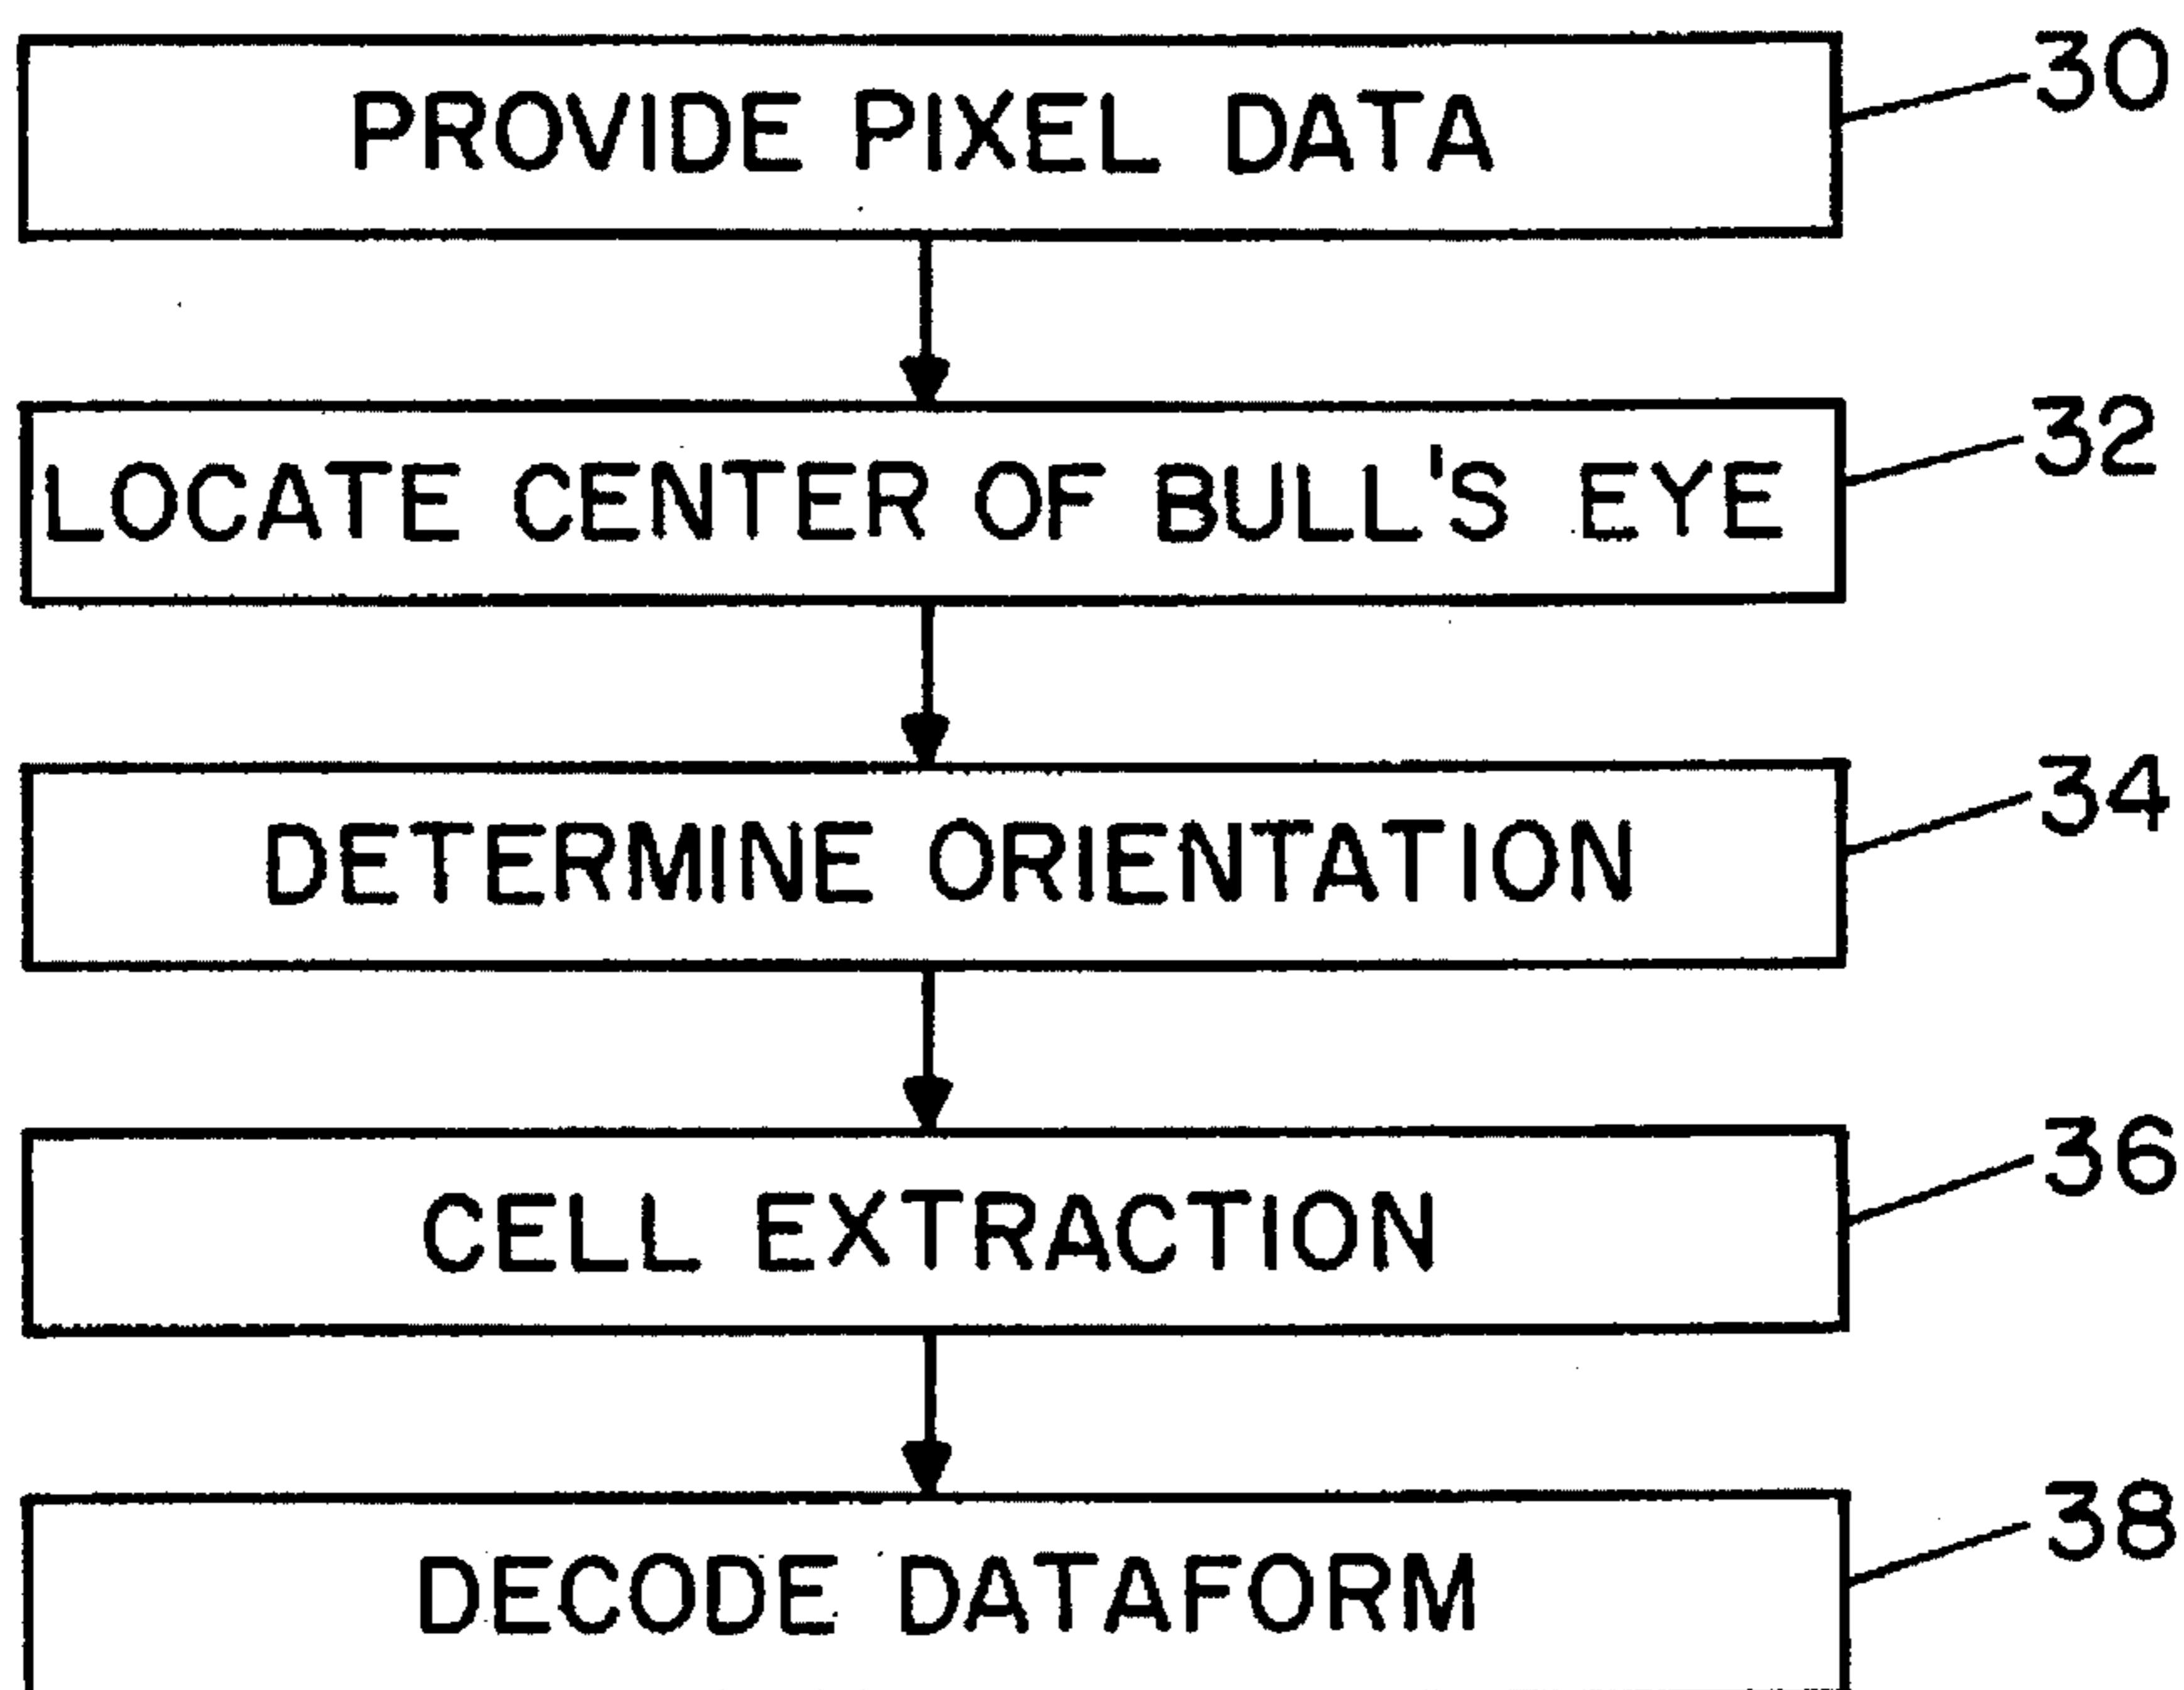 PROVIDE PIXEL DATA
30
LOCATE CENTER OF BULL'S EYE
32
DETERMINE ORIENTATION
34
CELL EXTRACTION
36
DECODE DATAFORM
38